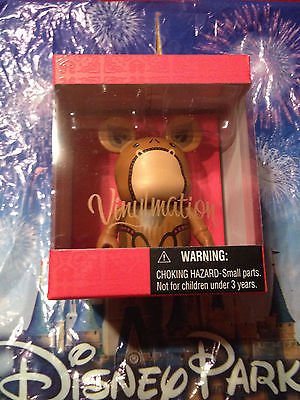 Vinylmation
WARNING:
CHOKING HAZARD-Small parts.
Not for children under 3 years.
DISNEY PARK